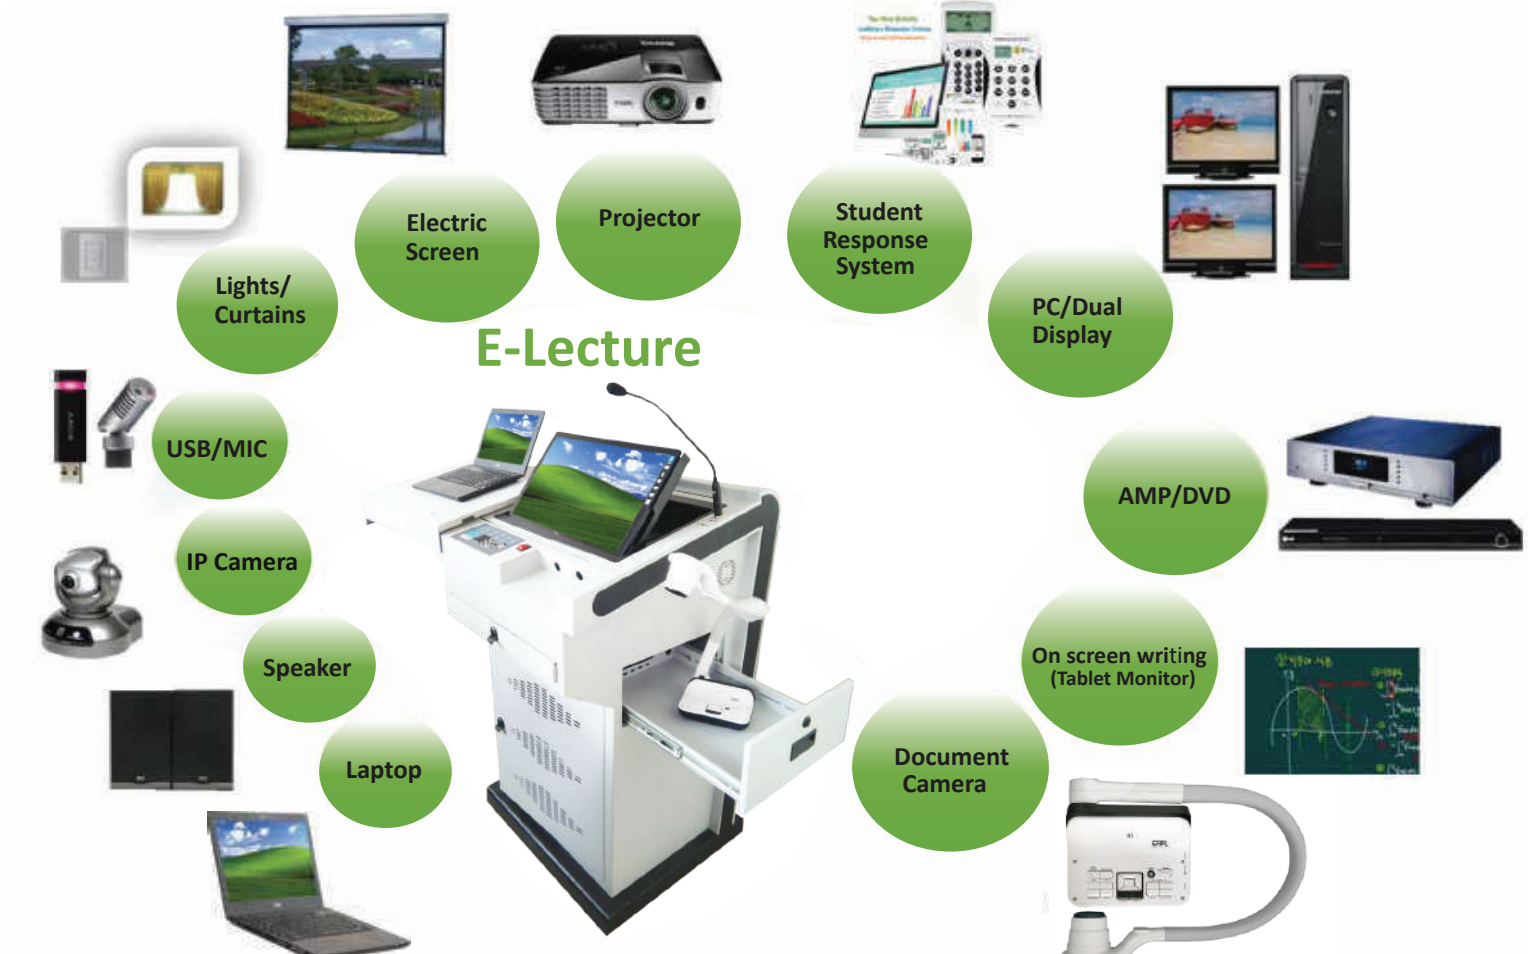 Electric
Screen
Projector
Student
Response
System
Lights/
Curtains
PC/Dual
Display
E-Lecture
USB/MIC
AMP/DVD
IP Camera
On screen writing
(Tablet Monitor)
Speaker
Document
Camera
Laptop